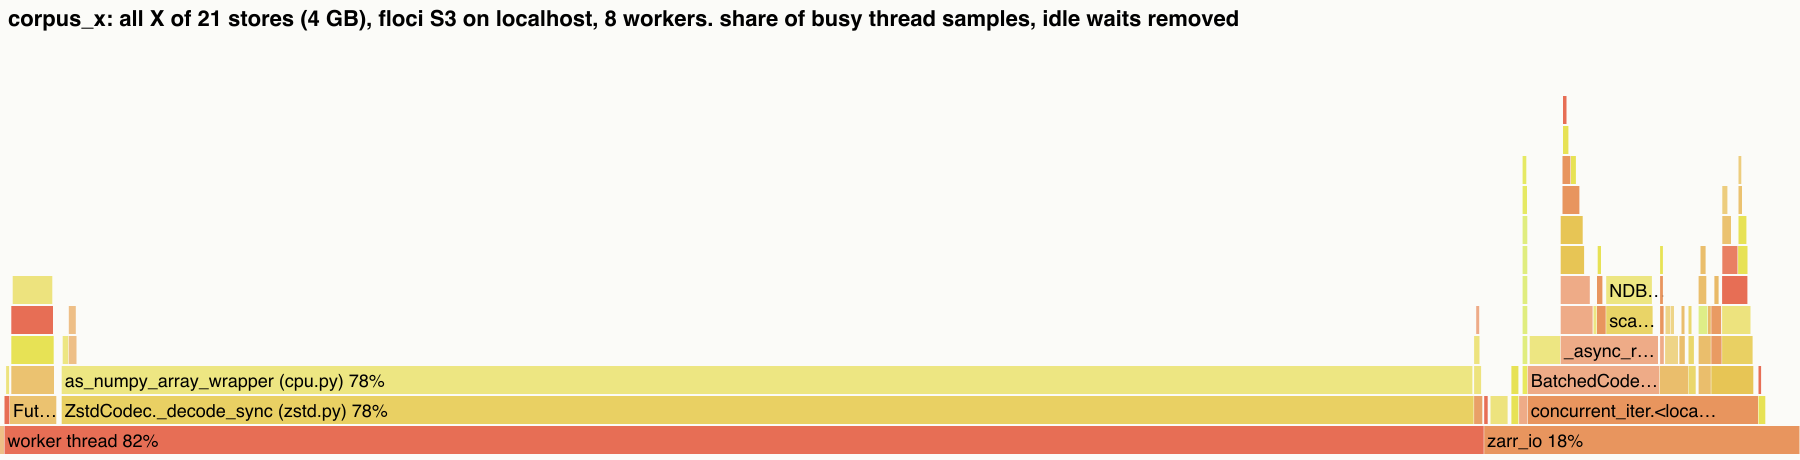 corpus_x: all X of 21 stores (4 GB), floci S3 on localhost, 8 workers. share of busy thread samples, idle waits removed
NDB…
sca…
_async_r…
as_numpy_array_wrapper (cpu.py) 78%
BatchedCode…
Fut…
ZstdCodec._decode_sync (zstd.py) 78%
concurrent_iter.<loca…
worker thread 82%
zarr_io 18%